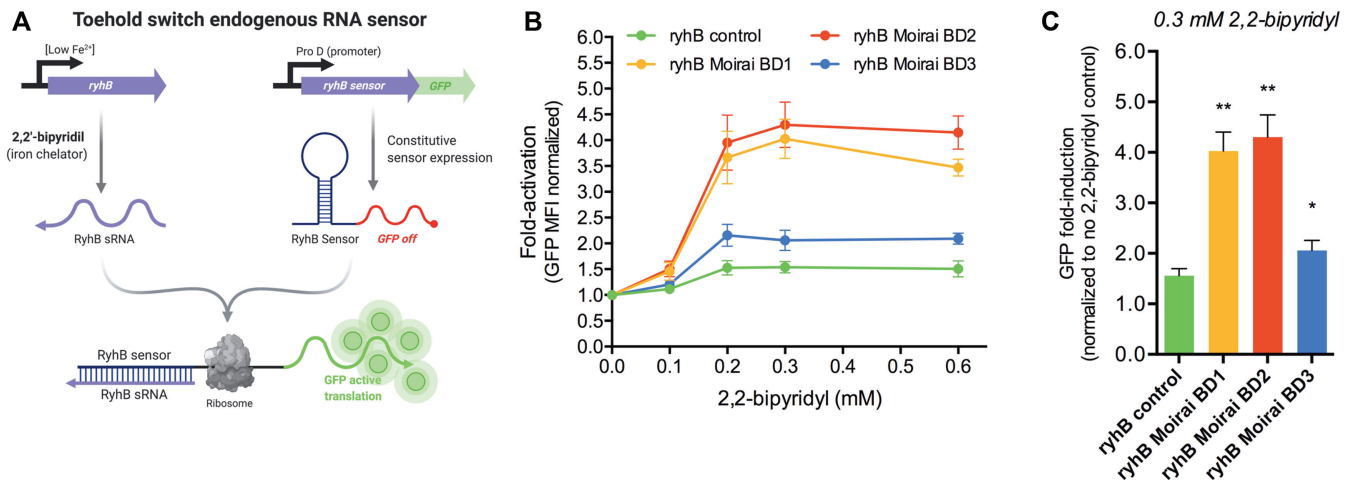 A
Toehold switch endogenous RNA sensor
[Low Fe²⁺]
ryhB
Pro D (promoter)
ryhB sensor
GFP
2,2'-bipyridil
(iron chelator)
Constitutive
sensor expression
RyhB sRNA
RyhB Sensor
GFP off
RyhB sensor
RyhB sRNA
Ribosome
GFP active
translation
B
ryhB control
ryhB Moirai BD1
ryhB Moirai BD2
ryhB Moirai BD3
Fold-activation
(GFP MFI normalized)
6.0
5.5
5.0
4.5
4.0
3.5
3.0
2.5
2.0
1.5
1.0
0.5
0.0
0.0
0.1
0.2
0.3
0.4
0.5
0.6
2,2-bipyridyl (mM)
C
0.3 mM 2,2-bipyridyl
GFP fold-induction
(normalized to no 2,2-bipyridyl control)
6.0
5.0
4.0
2.0
1.0
0.0
**
**
*
ryhB control
ryhB Moirai BD1
ryhB Moirai BD2
ryhB Moirai BD3